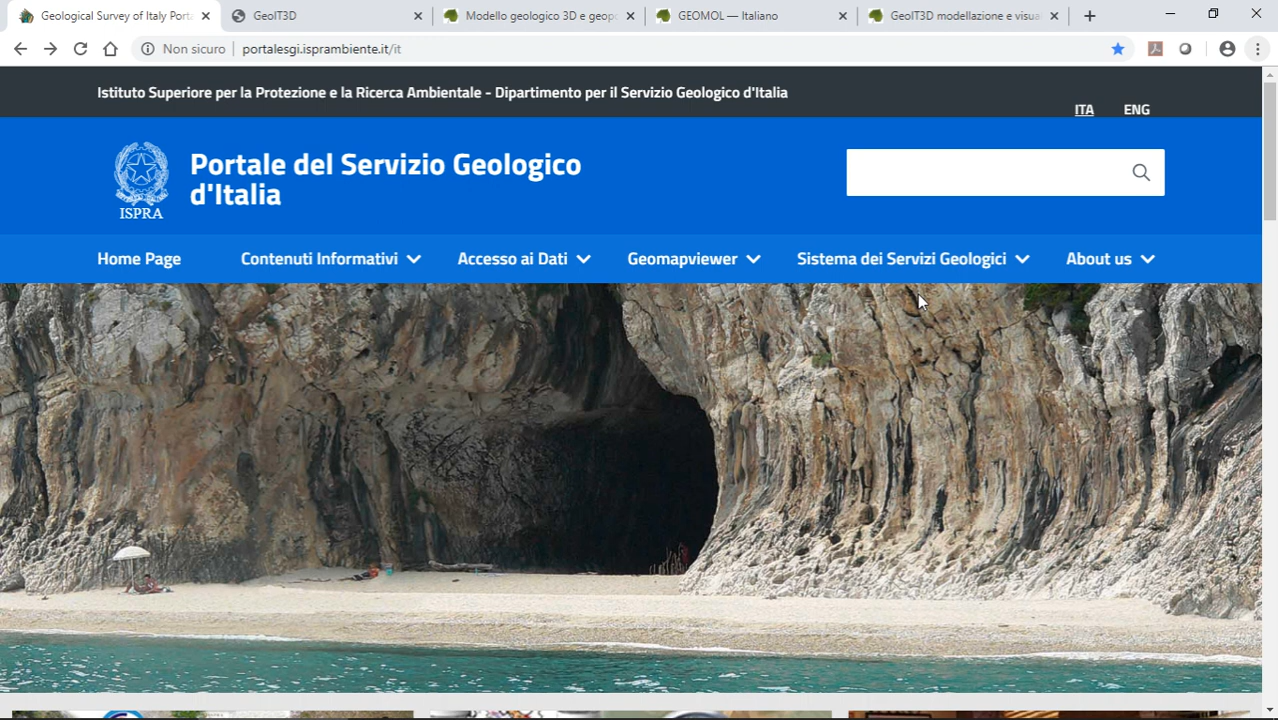 Geological Survey of Italy Porta
GeoIT3D
Modello geologico 3D e geopo
GEOMOL — Italiano
GeoIT3D modellazione e visua
Non sicuro
portalesgi.isprambiente.it/it
Istituto Superiore per la Protezione e la Ricerca Ambientale - Dipartimento per il Servizio Geologico d'Italia
ITA
ENG
ISPRA
Portale del Servizio Geologico
d'Italia
Home Page
Contenuti Informativi
Accesso ai Dati
Geomapviewer
Sistema dei Servizi Geologici
About us